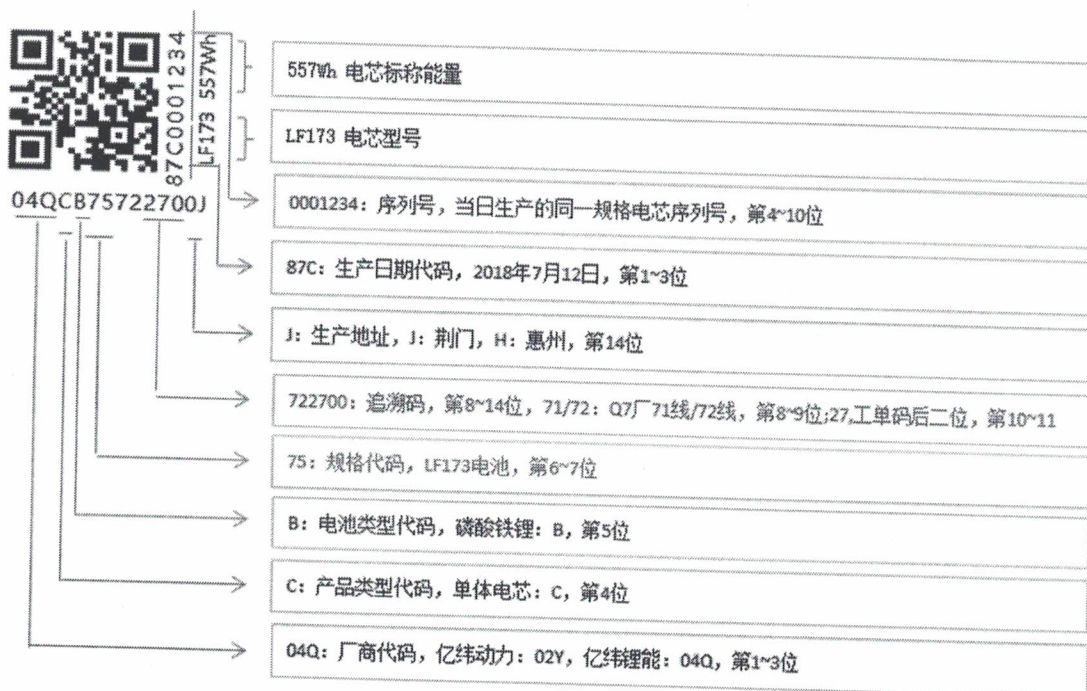 87C0001234
LF173 557Wh
04QCB75722700J
557Wh 电芯标称能量
LF173 电芯型号
0001234: 序列号, 当日生产的同一规格电芯序列号, 第4~10位
87C: 生产日期代码, 2018年7月12日, 第1~3位
J: 生产地址, J: 荆门, H: 惠州, 第14位
722700: 追溯码, 第8~14位, 71/72: Q7厂71线/72线, 第8~9位;27,工单码后二位, 第10~11
75: 规格代码, LF173电池, 第6~7位
B: 电池类型代码, 磷酸铁锂: B, 第5位
C: 产品类型代码, 单体电芯: C, 第4位
04Q: 厂商代码, 亿纬动力: 02Y, 亿纬锂能: 04Q, 第1~3位